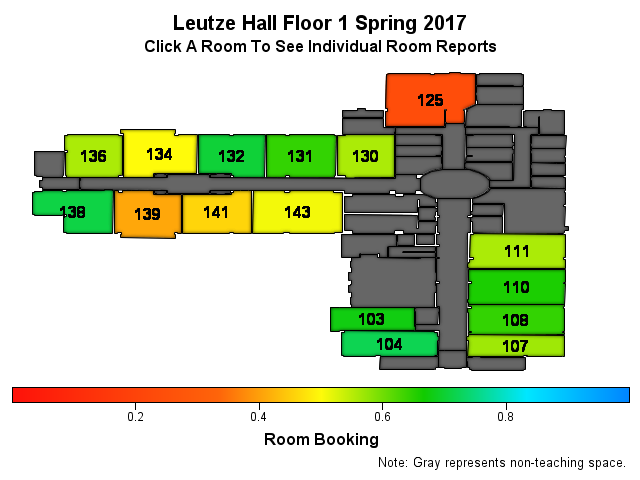 Leutze Hall Floor 1 Spring 2017
Click A Room To See Individual Room Reports
125
136 134 132 131 130
138 139 141 143
111
110
103 108
104 107
0.2 0.4 0.6 0.8
Room Booking
Note: Gray represents non-teaching space.